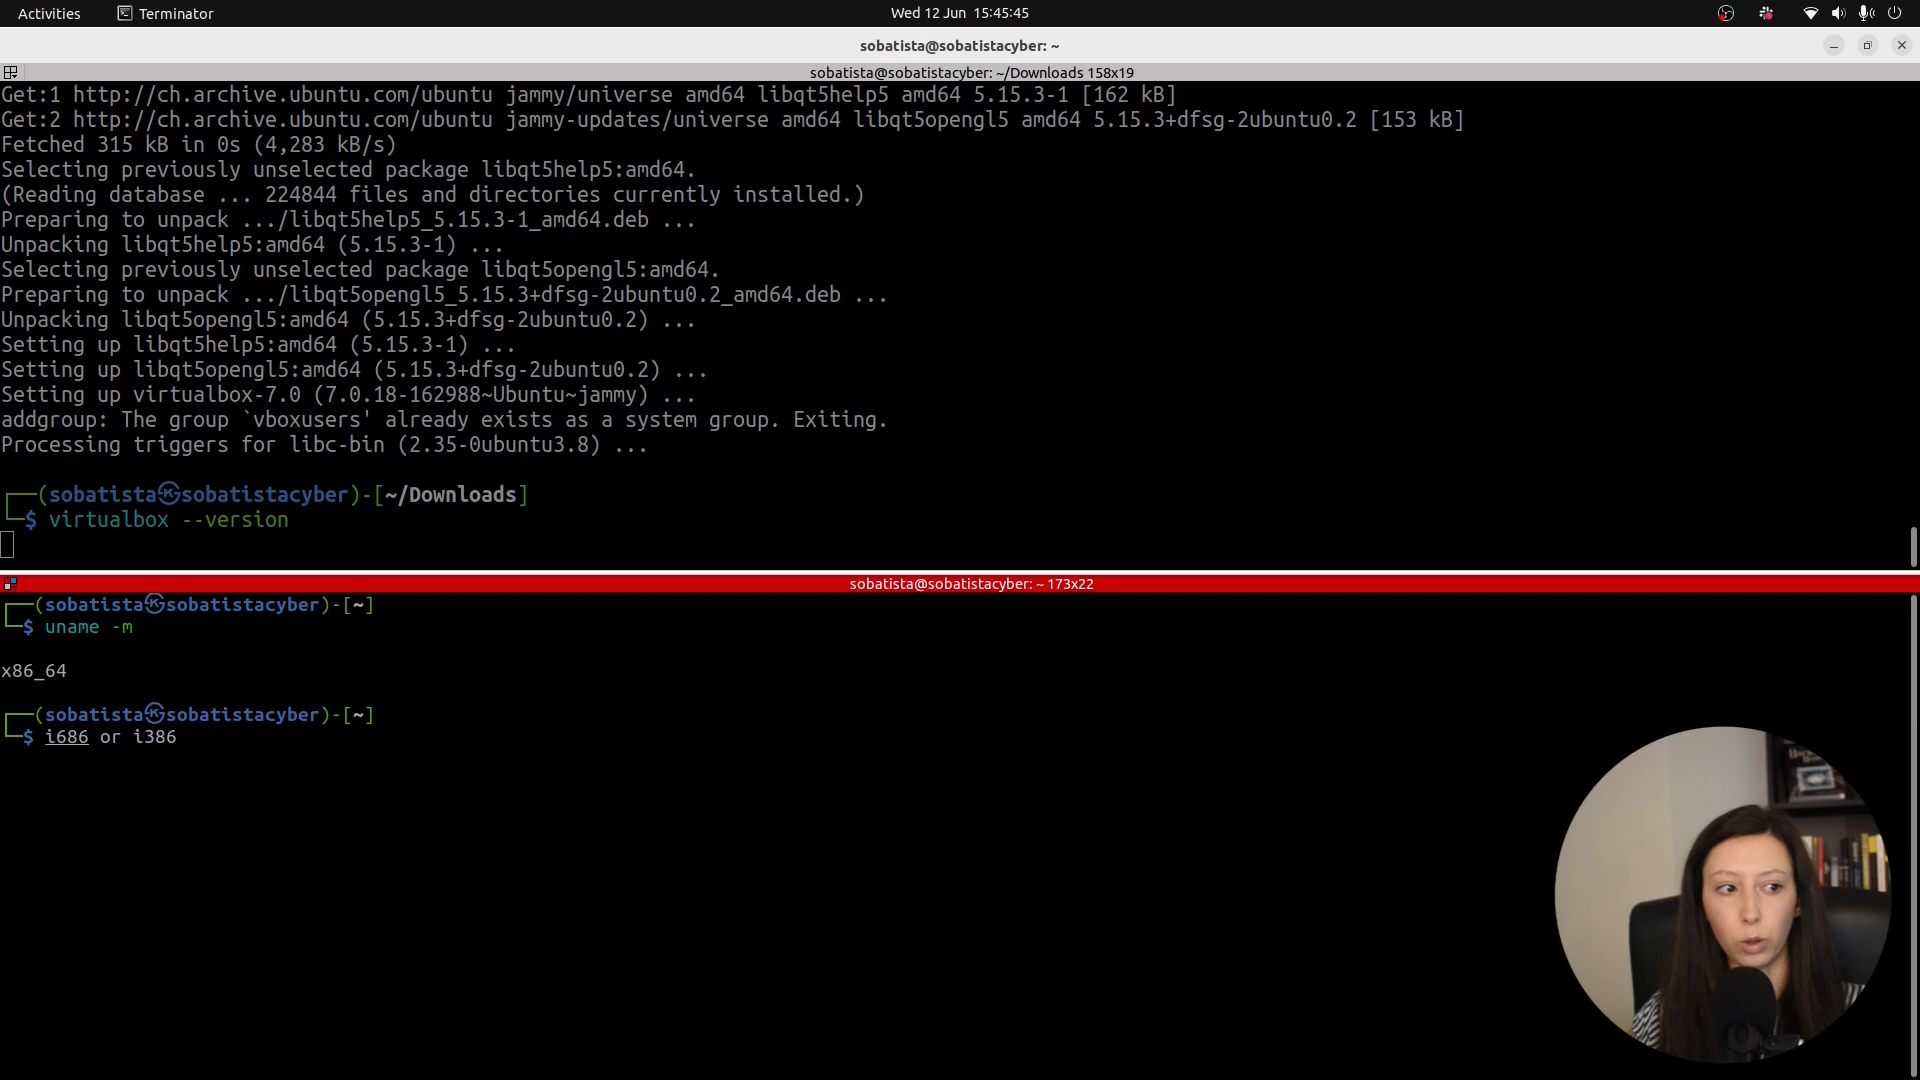 Activities Terminator Wed 12 Jun 15:45:45
sobatista@sobatistacyber: ~
sobatista@sobatistacyber: ~/Downloads 158x19
Get:1 http://ch.archive.ubuntu.com/ubuntu jammy/universe amd64 libqt5help5 amd64 5.15.3-1 [162 kB]
Get:2 http://ch.archive.ubuntu.com/ubuntu jammy-updates/universe amd64 libqt5opengl5 amd64 5.15.3+dfsg-2ubuntu0.2 [153 kB]
Fetched 315 kB in 0s (4,283 kB/s)
Selecting previously unselected package libqt5help5:amd64.
(Reading database ... 224844 files and directories currently installed.)
Preparing to unpack .../libqt5help5_5.15.3-1_amd64.deb ...
Unpacking libqt5help5:amd64 (5.15.3-1) ...
Selecting previously unselected package libqt5opengl5:amd64.
Preparing to unpack .../libqt5opengl5_5.15.3+dfsg-2ubuntu0.2_amd64.deb ...
Unpacking libqt5opengl5:amd64 (5.15.3+dfsg-2ubuntu0.2) ...
Setting up libqt5help5:amd64 (5.15.3-1) ...
Setting up libqt5opengl5:amd64 (5.15.3+dfsg-2ubuntu0.2) ...
Setting up virtualbox-7.0 (7.0.18-162988~Ubuntu~jammy) ...
addgroup: The group `vboxusers' already exists as a system group. Exiting.
Processing triggers for libc-bin (2.35-0ubuntu3.8) ...
┌──(sobatista㉿sobatistacyber)-[~/Downloads]
└─$ virtualbox --version
sobatista@sobatistacyber: ~ 173x22
┌──(sobatista㉿sobatistacyber)-[~]
└─$ uname -m
x86_64
┌──(sobatista㉿sobatistacyber)-[~]
└─$ i686 or i386